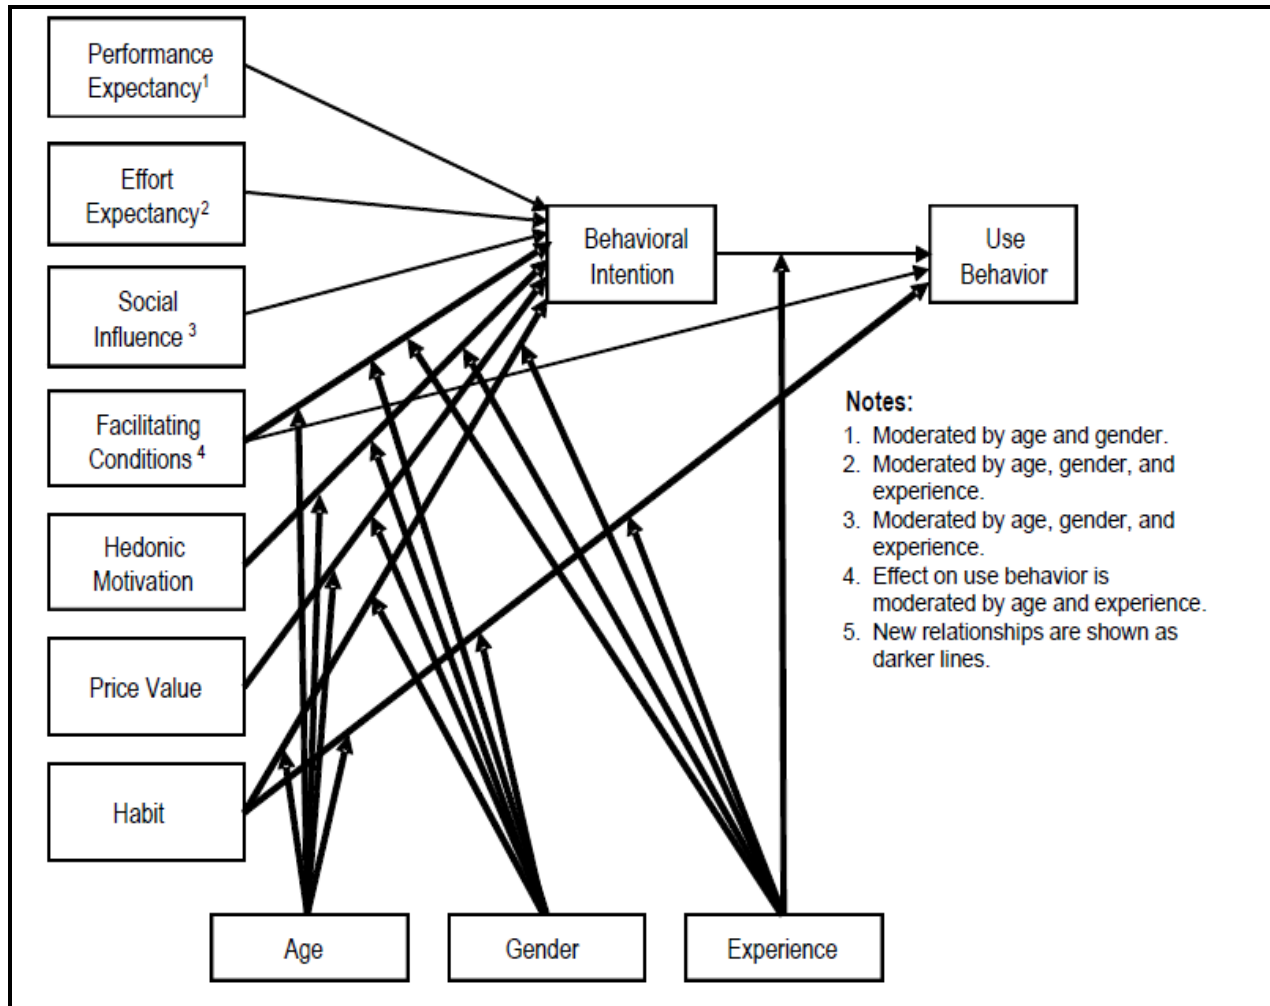 Performance
Expectancy¹
Effort
Expectancy²
Social
Influence ³
Facilitating
Conditions ⁴
Hedonic
Motivation
Price Value
Habit
Behavioral
Intention
Use
Behavior
Notes:
1. Moderated by age and gender.
2. Moderated by age, gender, and
experience.
3. Moderated by age, gender, and
experience.
4. Effect on use behavior is
moderated by age and experience.
5. New relationships are shown as
darker lines.
Age
Gender
Experience